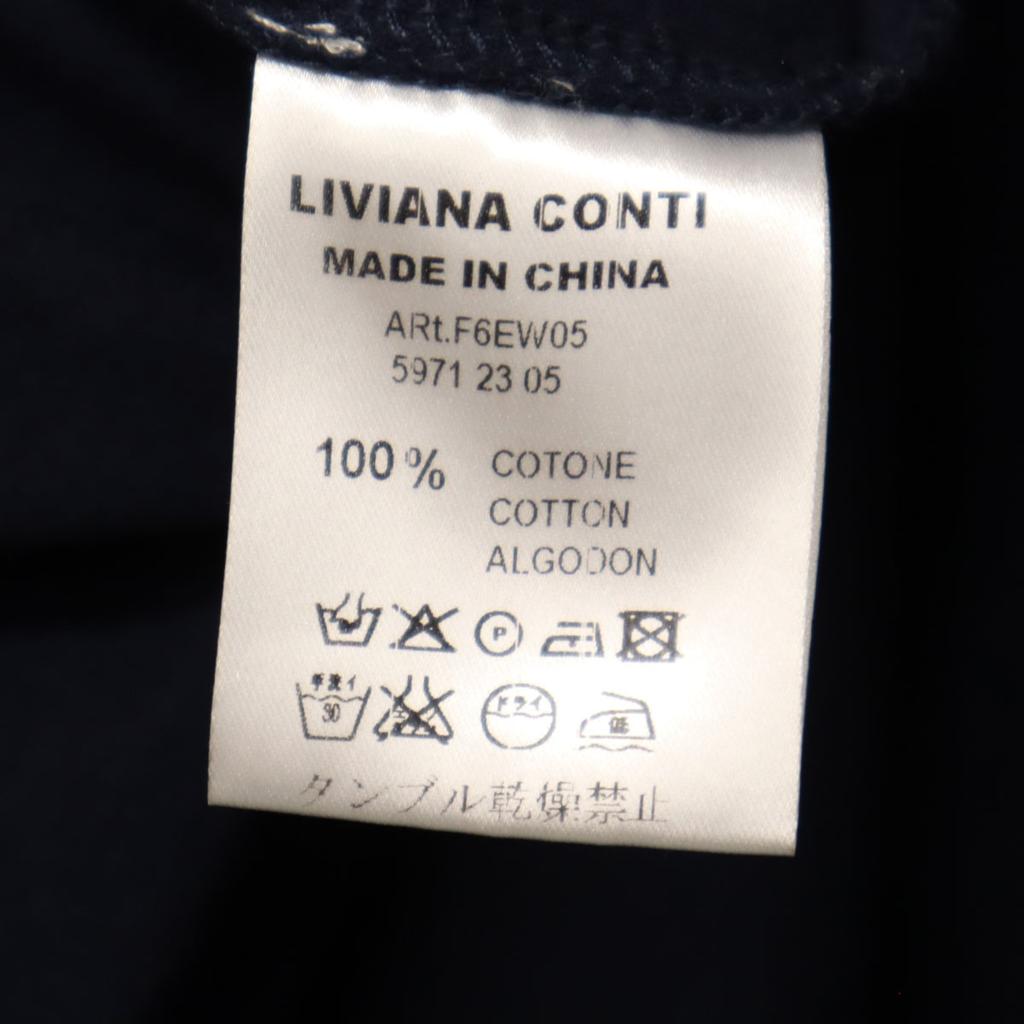 LIVIANA CONTI
MADE IN CHINA
ARt.F6EW05
5971 23 05
100% COTONE
COTTON
ALGODON
P
手洗イ
30
ドライ
タンブル乾燥禁止